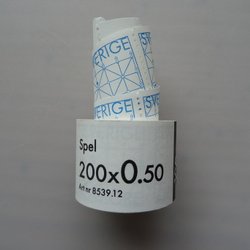 SVERIGE
SVERIGE
Spel
200x0.50
Art nr 8539.12